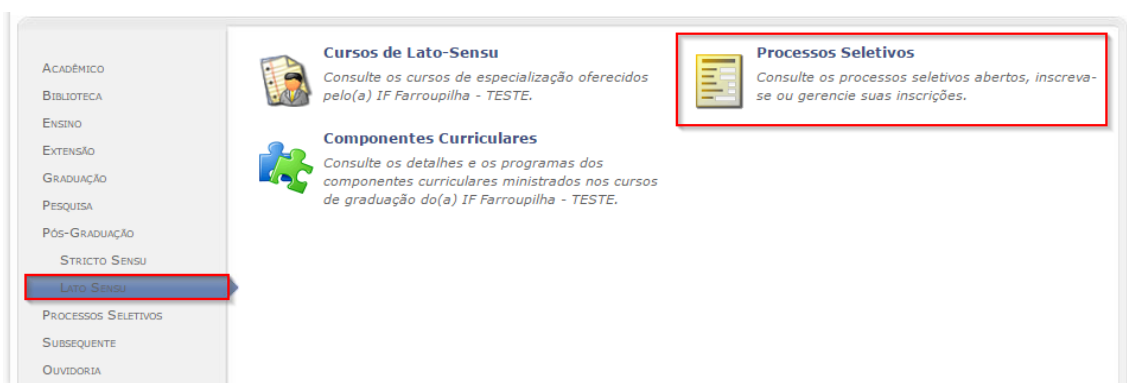 Acadêmico
Biblioteca
Ensino
Extensão
Graduação
Pesquisa
Pós-Graduação
Stricto Sensu
Lato Sensu
Processos Seletivos
Subsequente
Ouvidoria
Cursos de Lato-Sensu
Consulte os cursos de especialização oferecidos
pelo(a) IF Farroupilha - TESTE.
Processos Seletivos
Consulte os processos seletivos abertos, inscreva-
se ou gerencie suas inscrições.
Componentes Curriculares
Consulte os detalhes e os programas dos
componentes curriculares ministrados nos cursos
de graduação do(a) IF Farroupilha - TESTE.